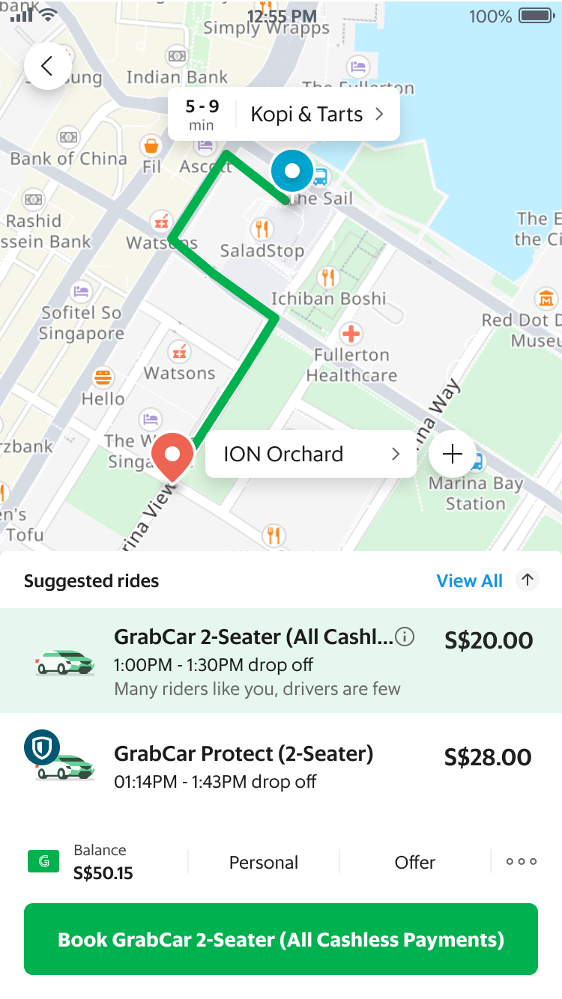 bank
12:55 PM
100%
Simply Wrapps
Indian Bank
The Fullerton
5 - 9
min
Kopi & Tarts
Bank of China
Fil
Ascott
The Sail
Rashid
ssein Bank
Watsons
SaladStop
The E
the Ci
Ichiban Boshi
Sofitel So
Singapore
Red Dot D
Museu
Fullerton
Healthcare
Watsons
Hello
ina Way
The W
Singa
rzbank
ION Orchard
Marina Bay
Station
en's
Tofu
rina View
Suggested rides
View All
GrabCar 2-Seater (All Cashl...
S$20.00
1:00PM - 1:30PM drop off
Many riders like you, drivers are few
GrabCar Protect (2-Seater)
S$28.00
01:14PM - 1:43PM drop off
G
Balance
S$50.15
Personal
Offer
Book GrabCar 2-Seater (All Cashless Payments)